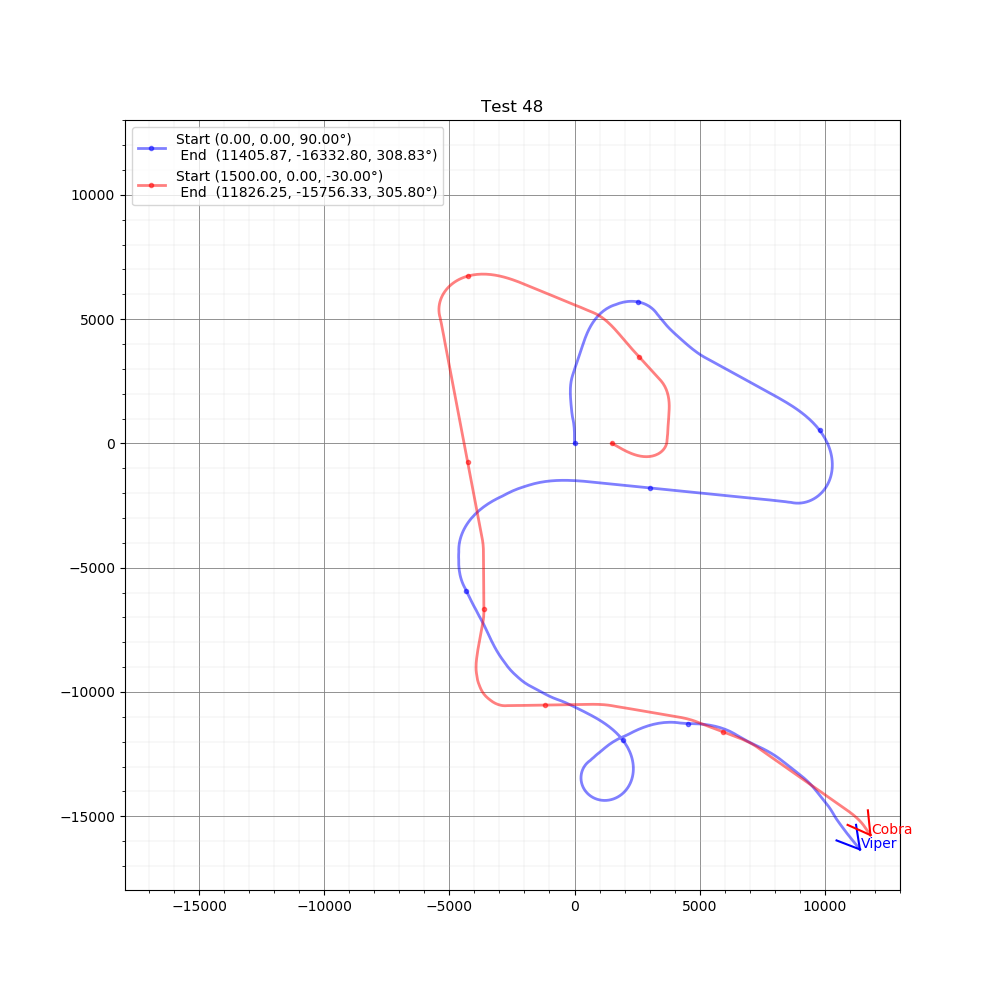 Test 48
Start (0.00, 0.00, 90.00°)
End (11405.87, -16332.80, 308.83°)
Start (1500.00, 0.00, -30.00°)
End (11826.25, -15756.33, 305.80°)
10000
5000
0
−5000
−10000
−15000
Cobra
Viper
−15000 −10000 −5000 0 5000 10000